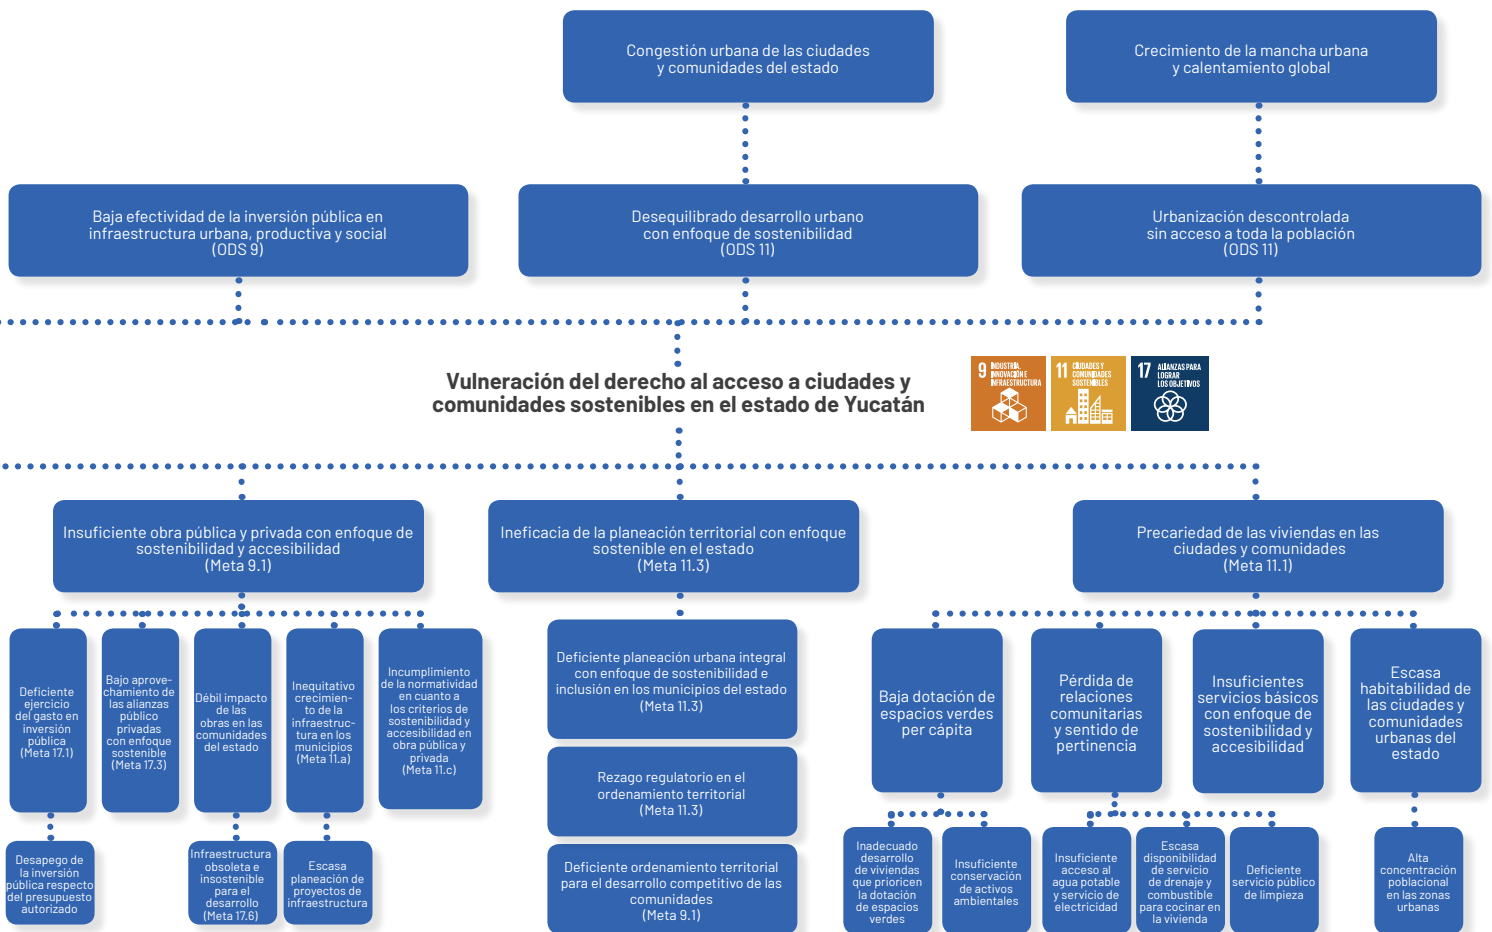 Congestión urbana de las ciudades
y comunidades del estado
Crecimiento de la mancha urbana
y calentamiento global
Baja efectividad de la inversión pública en
infraestructura urbana, productiva y social
(ODS 9)
Desequilibrado desarrollo urbano
con enfoque de sostenibilidad
(ODS 11)
Urbanización descontrolada
sin acceso a toda la población
(ODS 11)
Vulneración del derecho al acceso a ciudades y
comunidades sostenibles en el estado de Yucatán
9 INDUSTRIA,
INNOVACIÓN E
INFRAESTRUCTURA
11 CIUDADES Y
COMUNIDADES
SOSTENIBLES
17 ALIANZAS PARA
LOGRAR
LOS OBJETIVOS
Insuficiente obra pública y privada con enfoque de
sostenibilidad y accesibilidad
(Meta 9.1)
Ineficacia de la planeación territorial con enfoque
sostenible en el estado
(Meta 11.3)
Precariedad de las viviendas en las
ciudades y comunidades
(Meta 11.1)
Deficiente
ejercicio
del gasto en
inversión
pública
(Meta 17.1)
Bajo aprove-
chamiento de
las alianzas
público
privadas
con enfoque
sostenible
(Meta 17.3)
Débil impacto
de las
obras en las
comunidades
del estado
Inequitativo
crecimien-
to de la
infraestruc-
tura en los
municipios
(Meta 11.a)
Incumplimiento
de la normatividad
en cuanto a
los criterios de
sostenibilidad y
accesibilidad en
obra pública y
privada
(Meta 11.c)
Deficiente planeación urbana integral
con enfoque de sostenibilidad e
inclusión en los municipios del estado
(Meta 11.3)
Rezago regulatorio en el
ordenamiento territorial
(Meta 11.3)
Deficiente ordenamiento territorial
para el desarrollo competitivo de las
comunidades
(Meta 9.1)
Baja dotación de
espacios verdes
per cápita
Pérdida de
relaciones
comunitarias
y sentido de
pertinencia
Insuficientes
servicios básicos
con enfoque de
sostenibilidad y
accesibilidad
Escasa
habitabilidad de
las ciudades y
comunidades
urbanas del
estado
Desapego de
la inversión
pública respecto
del presupuesto
autorizado
Infraestructura
obsoleta e
insostenible
para el
desarrollo
(Meta 17.6)
Escasa
planeación de
proyectos de
infraestructura
Inadecuado
desarrollo
de viviendas
que prioricen
la dotación
de espacios
verdes
Insuficiente
conservación
de activos
ambientales
Insuficiente
acceso al
agua potable
y servicio de
electricidad
Escasa
disponibilidad
de servicio
de drenaje y
combustible
para cocinar en
la vivienda
Deficiente
servicio público
de limpieza
Alta
concentración
poblacional
en las zonas
urbanas